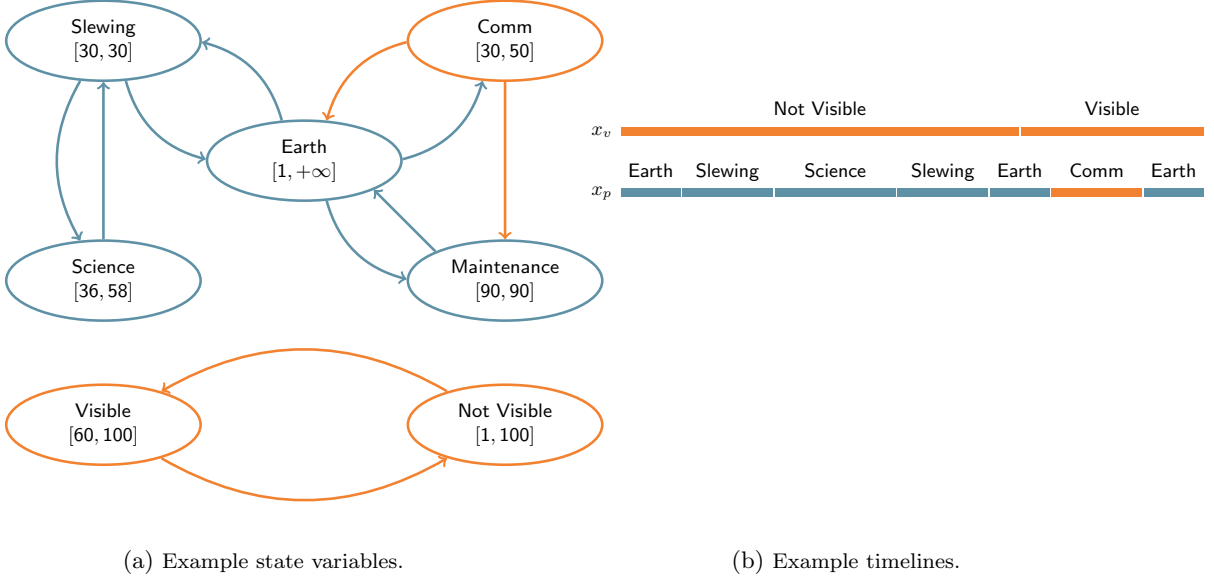 Slewing
[30, 30]
Comm
[30, 50]
Earth
[1, +∞]
Science
[36, 58]
Maintenance
[90, 90]
Visible
[60, 100]
Not Visible
[1, 100]
(a) Example state variables.
Not Visible Visible
x_v
Earth Slewing Science Slewing Earth Comm Earth
x_p
(b) Example timelines.